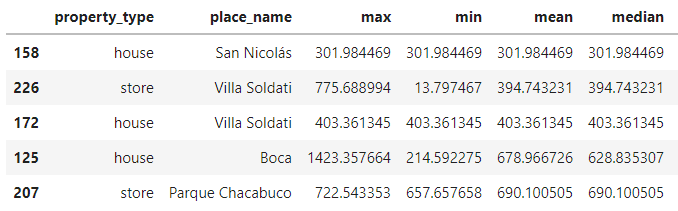 property_type place_name max min mean median
158 house San Nicolás 301.984469 301.984469 301.984469 301.984469
226 store Villa Soldati 775.688994 13.797467 394.743231 394.743231
172 house Villa Soldati 403.361345 403.361345 403.361345 403.361345
125 house Boca 1423.357664 214.592275 678.966726 628.835307
207 store Parque Chacabuco 722.543353 657.657658 690.100505 690.100505